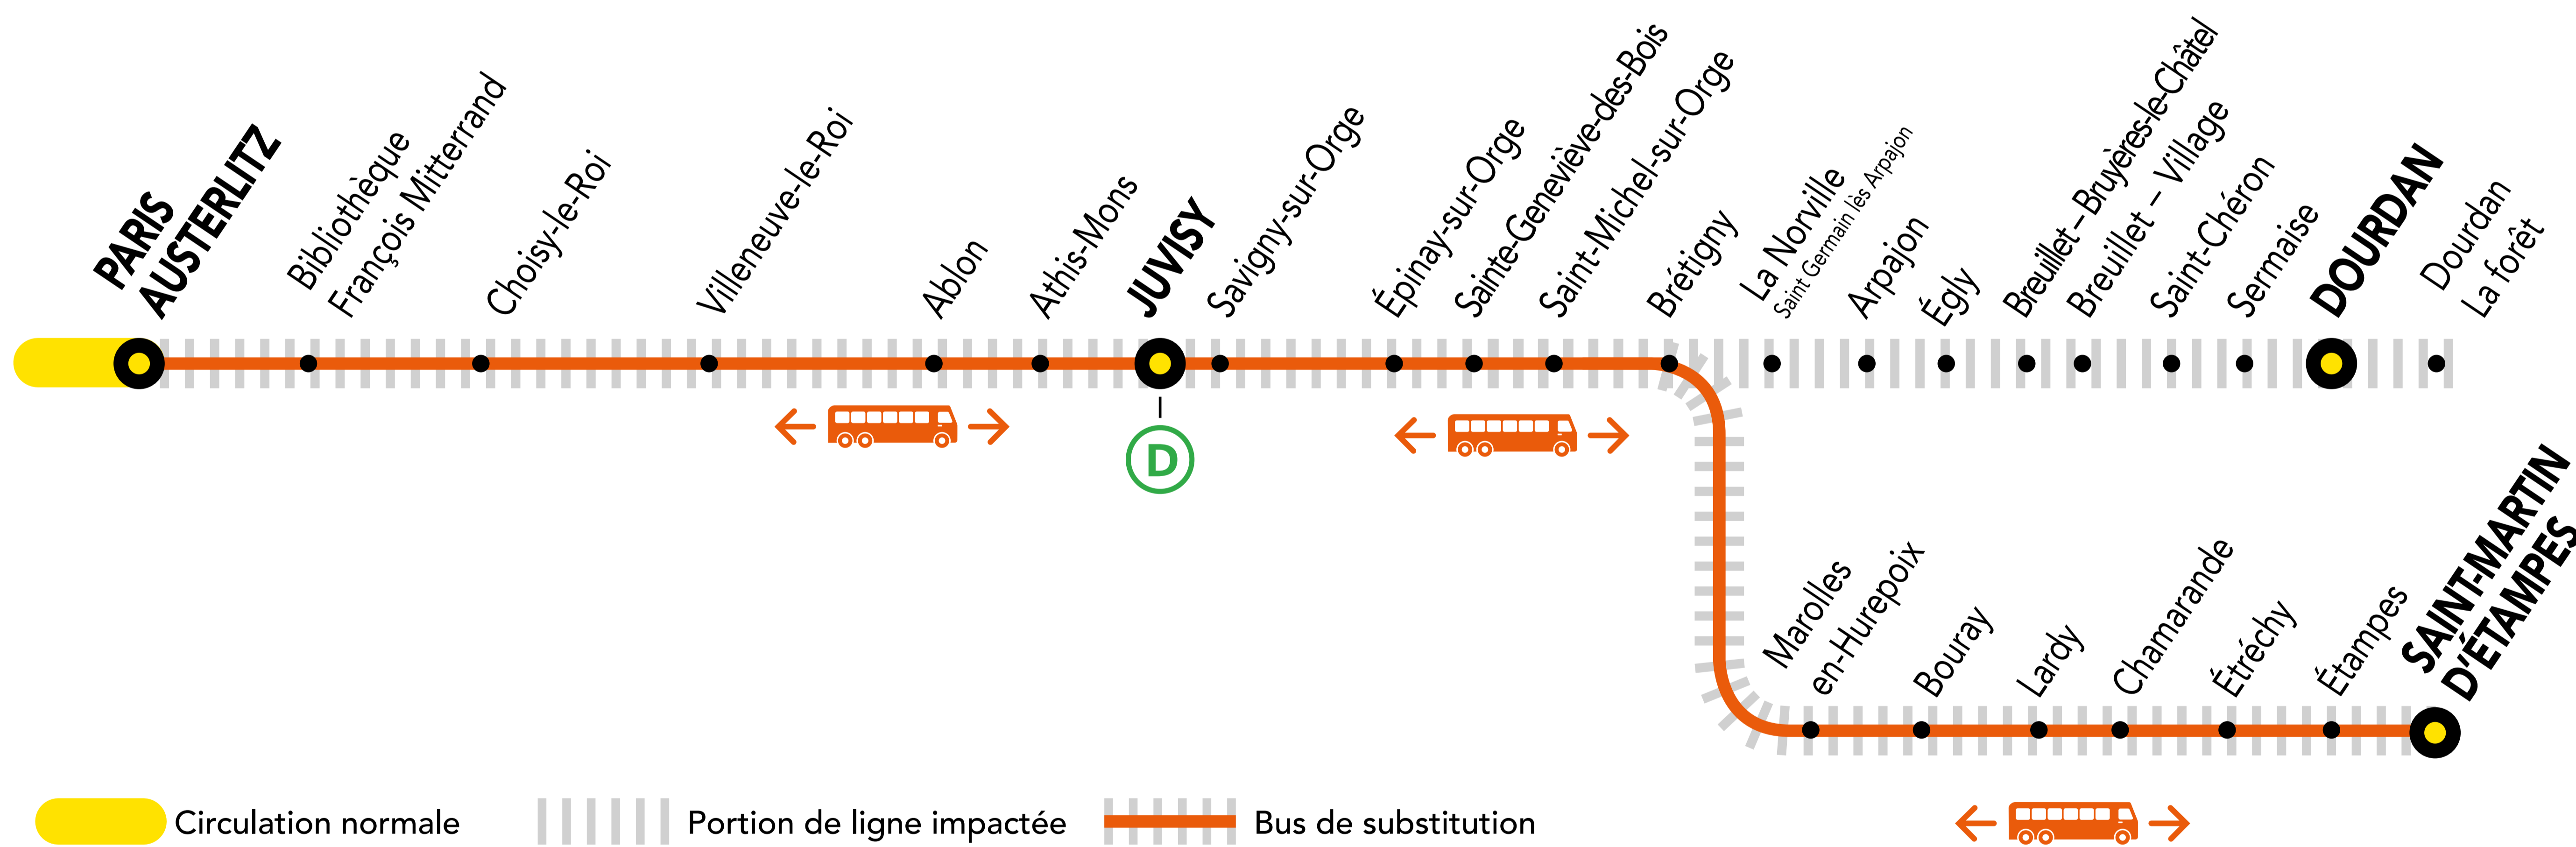 PARIS
AUSTERLITZ
Bibliothèque
François Mitterrand
Choisy-le-Roi
Villeneuve-le-Roi
Ablon
Athis-Mons
JUVISY
Savigny-sur-Orge
Épinay-sur-Orge
Sainte-Geneviève-des-Bois
Saint-Michel-sur-Orge
Brétigny
La Norville
Saint Germain lès Arpajon
Arpajon
Égly
Breuillet – Bruyères-le-Châtel
Breuillet – Village
Saint-Chéron
Sermaise
DOURDAN
Dourdan
La forêt
D
Marolles
en-Hurepoix
Bouray
Lardy
Chamarande
Étréchy
Étampes
SAINT-MARTIN
D'ÉTAMPES
Circulation normale
Portion de ligne impactée
Bus de substitution